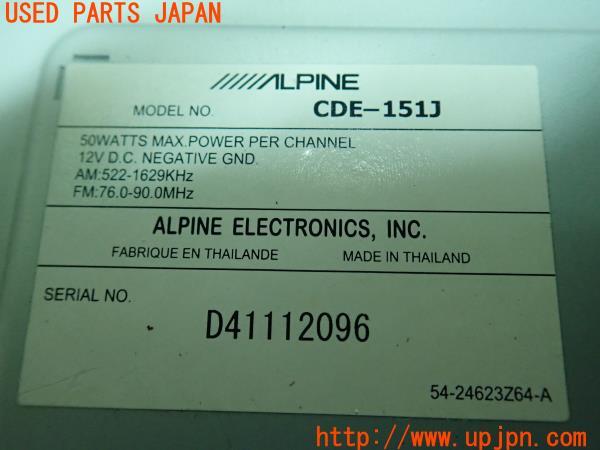 USED PARTS JAPAN
ALPINE
MODEL NO. CDE-151J
50WATTS MAX.POWER PER CHANNEL
12V D.C. NEGATIVE GND.
AM:522-1629KHz
FM:76.0-90.0MHz
ALPINE ELECTRONICS, INC.
FABRIQUE EN THAILANDE MADE IN THAILAND
SERIAL NO.
D41112096
54-24623Z64-A
http://www.upjpn.com/